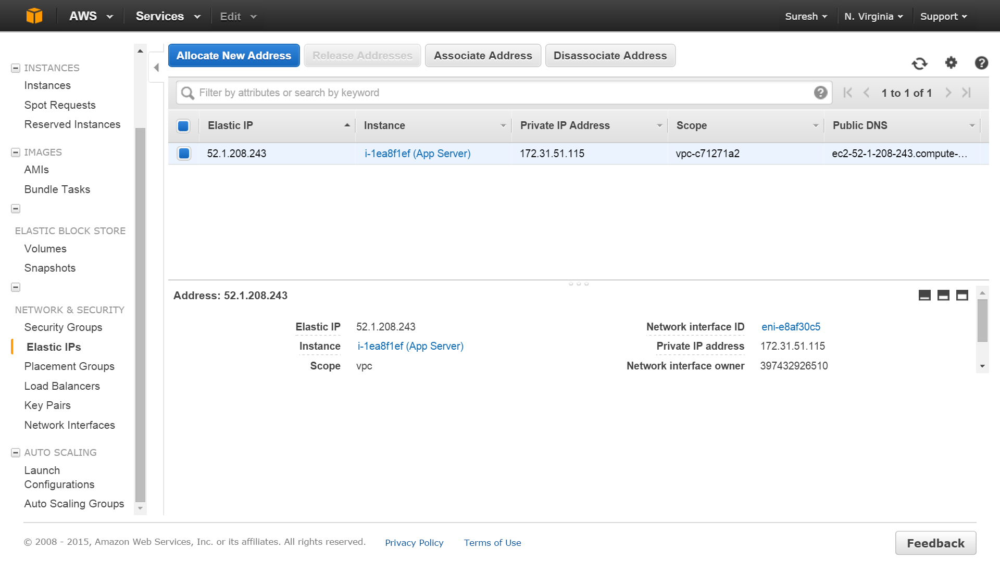 AWS Services Edit Suresh N. Virginia Support
INSTANCES
Instances
Spot Requests
Reserved Instances
IMAGES
AMIs
Bundle Tasks
ELASTIC BLOCK STORE
Volumes
Snapshots
NETWORK & SECURITY
Security Groups
Elastic IPs
Placement Groups
Load Balancers
Key Pairs
Network Interfaces
AUTO SCALING
Launch
Configurations
Auto Scaling Groups
Allocate New Address Release Addresses Associate Address Disassociate Address
Filter by attributes or search by keyword 1 to 1 of 1
Elastic IP Instance Private IP Address Scope Public DNS
52.1.208.243 i-1ea8f1ef (App Server) 172.31.51.115 vpc-c71271a2 ec2-52-1-208-243.compute-...
Address: 52.1.208.243
Elastic IP 52.1.208.243 Network interface ID eni-e8af30c5
Instance i-1ea8f1ef (App Server) Private IP address 172.31.51.115
Scope vpc Network interface owner 397432926510
© 2008 - 2015, Amazon Web Services, Inc. or its affiliates. All rights reserved. Privacy Policy Terms of Use Feedback